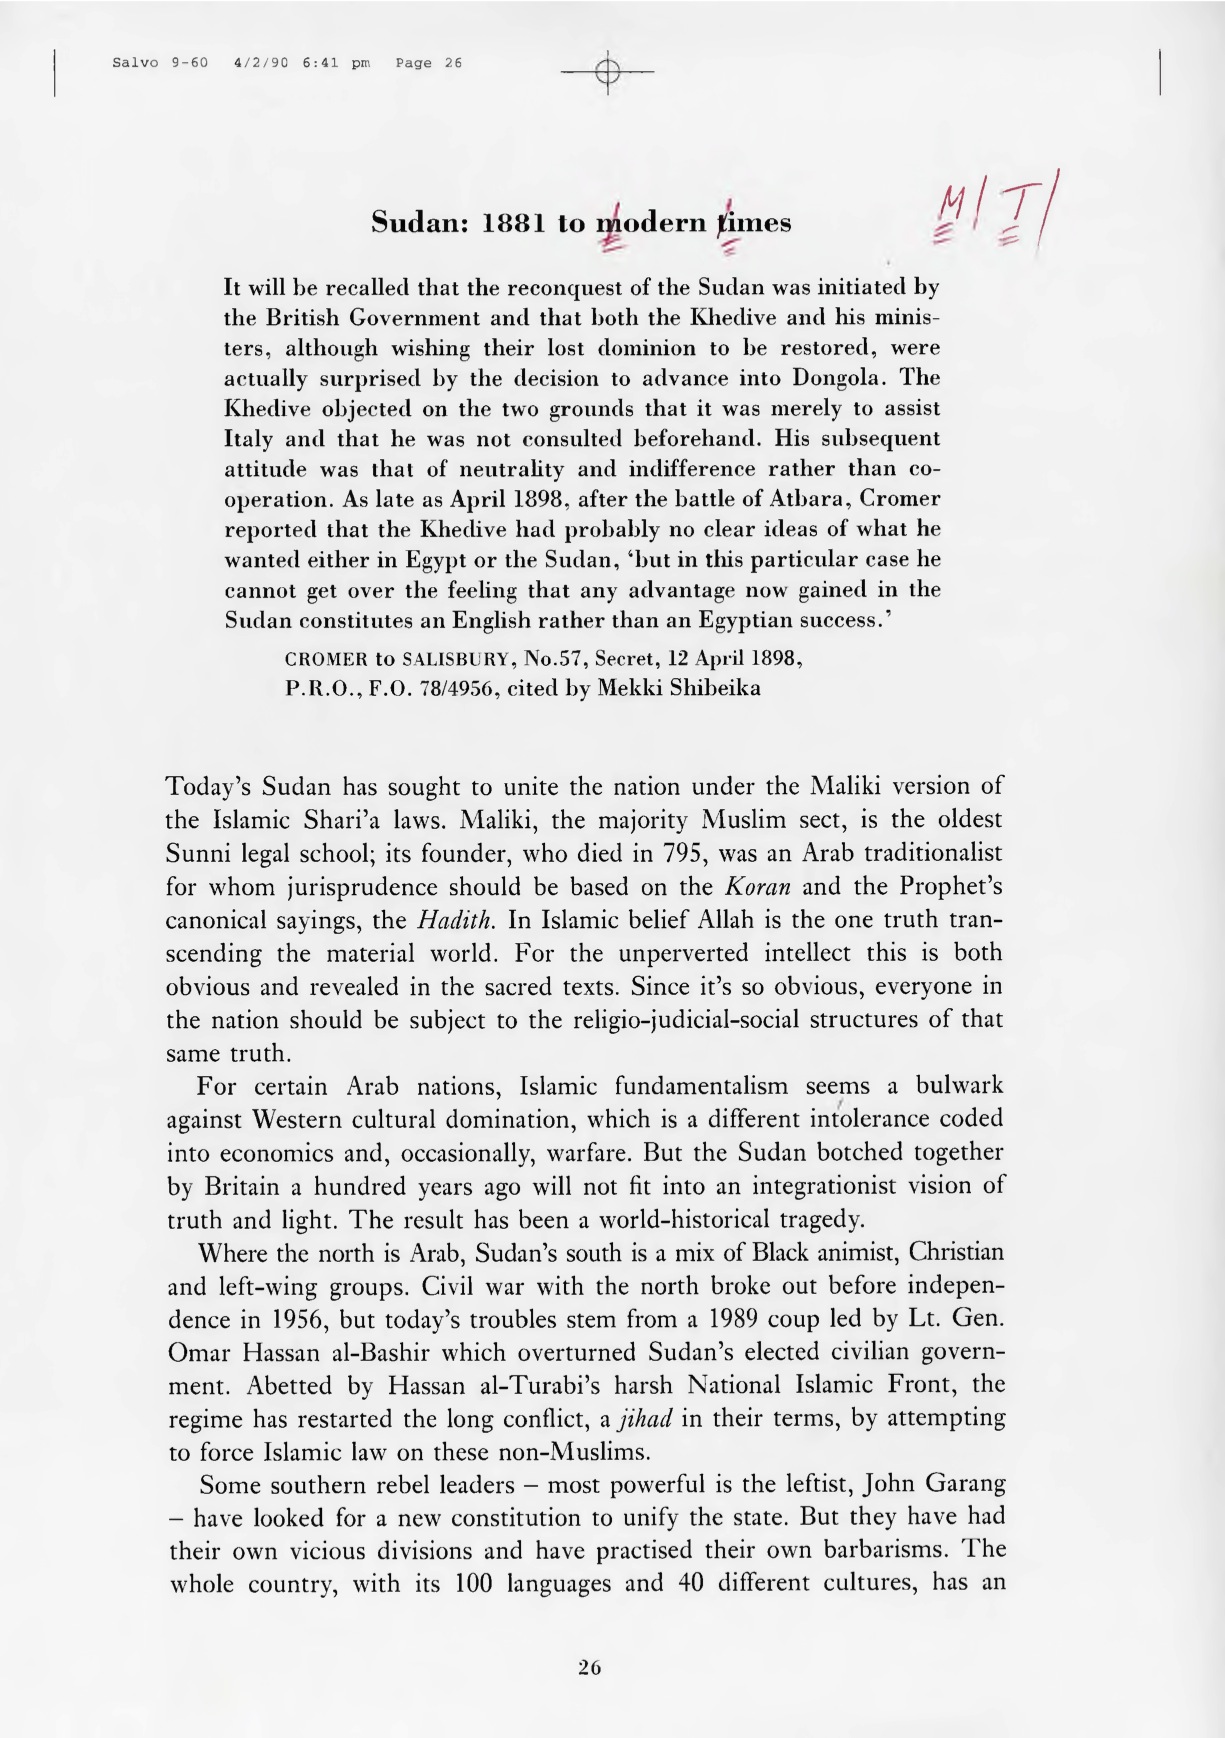 Salvo 9-60 4/2/90 6:41 pm Page 26
Sudan: 1881 to modern times
M/ T/
It will be recalled that the reconquest of the Sudan was initiated by
the British Government and that both the Khedive and his minis-
ters, although wishing their lost dominion to be restored, were
actually surprised by the decision to advance into Dongola. The
Khedive objected on the two grounds that it was merely to assist
Italy and that he was not consulted beforehand. His subsequent
attitude was that of neutrality and indifference rather than co-
operation. As late as April 1898, after the battle of Atbara, Cromer
reported that the Khedive had probably no clear ideas of what he
wanted either in Egypt or the Sudan, ‘but in this particular case he
cannot get over the feeling that any advantage now gained in the
Sudan constitutes an English rather than an Egyptian success.’
CROMER to SALISBURY, No.57, Secret, 12 April 1898,
P.R.O., F.O. 78/4956, cited by Mekki Shibeika
Today’s Sudan has sought to unite the nation under the Maliki version of
the Islamic Shari’a laws. Maliki, the majority Muslim sect, is the oldest
Sunni legal school; its founder, who died in 795, was an Arab traditionalist
for whom jurisprudence should be based on the Koran and the Prophet’s
canonical sayings, the Hadith. In Islamic belief Allah is the one truth tran-
scending the material world. For the unperverted intellect this is both
obvious and revealed in the sacred texts. Since it’s so obvious, everyone in
the nation should be subject to the religio-judicial-social structures of that
same truth.
For certain Arab nations, Islamic fundamentalism seems a bulwark
against Western cultural domination, which is a different intolerance coded
into economics and, occasionally, warfare. But the Sudan botched together
by Britain a hundred years ago will not fit into an integrationist vision of
truth and light. The result has been a world-historical tragedy.
Where the north is Arab, Sudan’s south is a mix of Black animist, Christian
and left-wing groups. Civil war with the north broke out before indepen-
dence in 1956, but today’s troubles stem from a 1989 coup led by Lt. Gen.
Omar Hassan al-Bashir which overturned Sudan’s elected civilian govern-
ment. Abetted by Hassan al-Turabi’s harsh National Islamic Front, the
regime has restarted the long conflict, a jihad in their terms, by attempting
to force Islamic law on these non-Muslims.
Some southern rebel leaders – most powerful is the leftist, John Garang
– have looked for a new constitution to unify the state. But they have had
their own vicious divisions and have practised their own barbarisms. The
whole country, with its 100 languages and 40 different cultures, has an
26